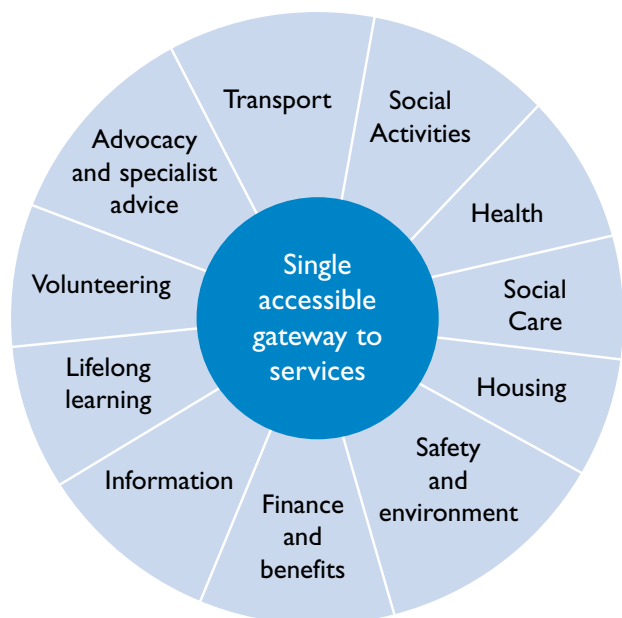 Transport
Social
Activities
Health
Social
Care
Housing
Safety
and
environment
Finance
and
benefits
Information
Lifelong
learning
Volunteering
Advocacy
and specialist
advice
Single
accessible
gateway to
services